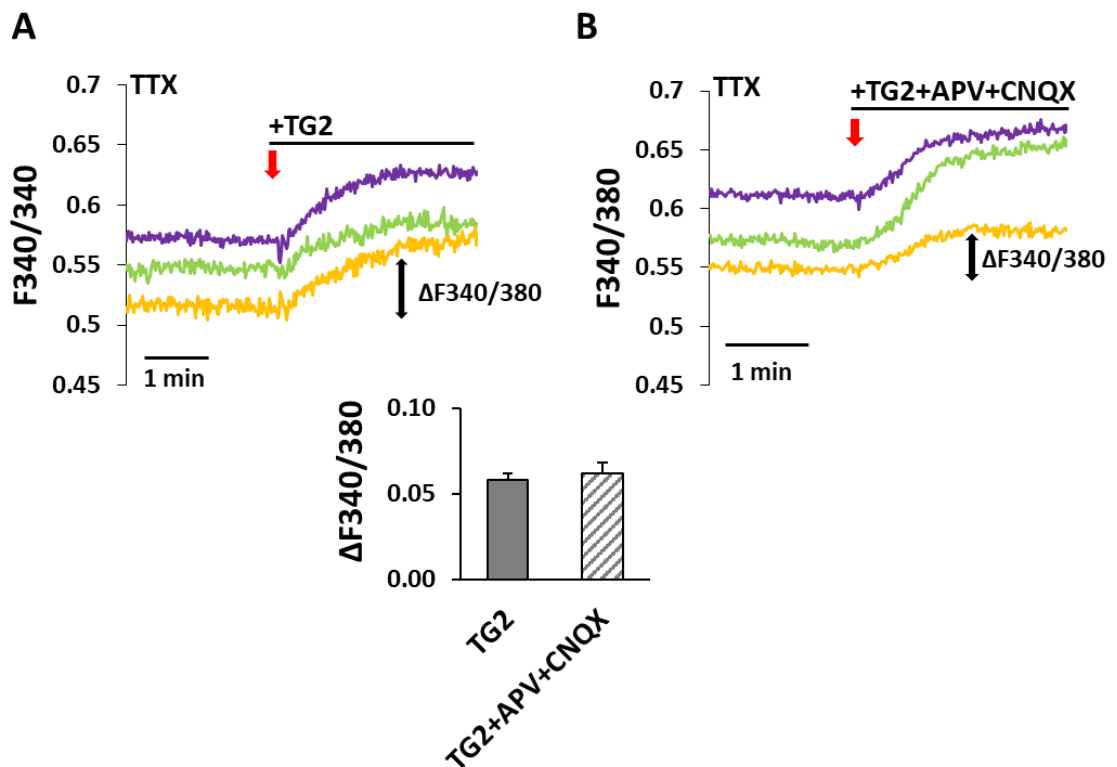 A
F340/340
0.7
0.65
0.6
0.55
0.5
0.45
TTX
+TG2
ΔF340/380
1 min
B
F340/380
0.7
0.65
0.6
0.55
0.5
0.45
TTX
+TG2+APV+CNQX
ΔF340/380
1 min
ΔF340/380
0.10
0.05
0.00
TG2
TG2+APV+CNQX